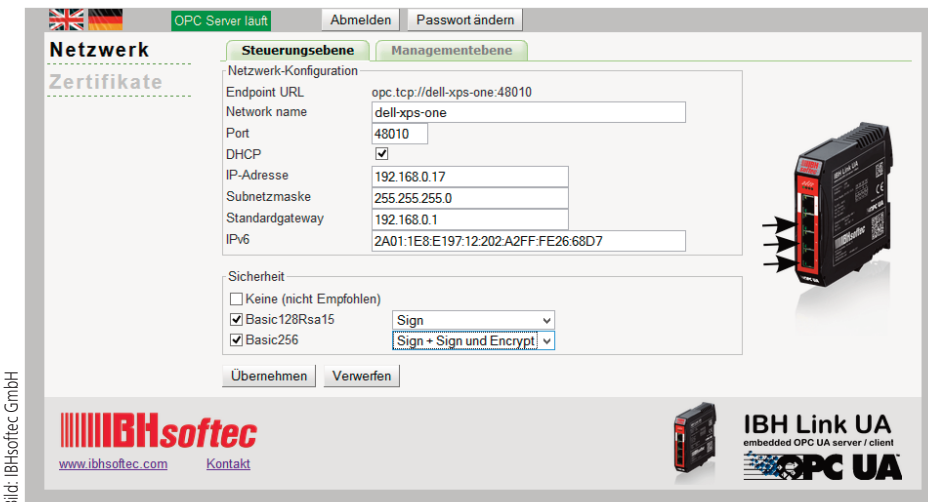 OPC Server läuft
Abmelden
Passwort ändern
Netzwerk
Zertifikate
Steuerungsebene
Managementebene
Netzwerk-Konfiguration
Endpoint URL opc.tcp://dell-xps-one:48010
Network name dell-xps-one
Port 48010
DHCP
IP-Adresse 192.168.0.17
Subnetzmaske 255.255.255.0
Standardgateway 192.168.0.1
IPv6 2A01:1E8:E197:12:202:A2FF:FE26:68D7
Sicherheit
Keine (nicht Empfohlen)
Basic128Rsa15 Sign
Basic256 Sign + Sign und Encrypt
Übernehmen
Verwerfen
IBHsoftec
www.ibhsoftec.com
Kontakt
IBH Link UA
embedded OPC UA server / client
OPC UA
Bild: IBHsoftec GmbH